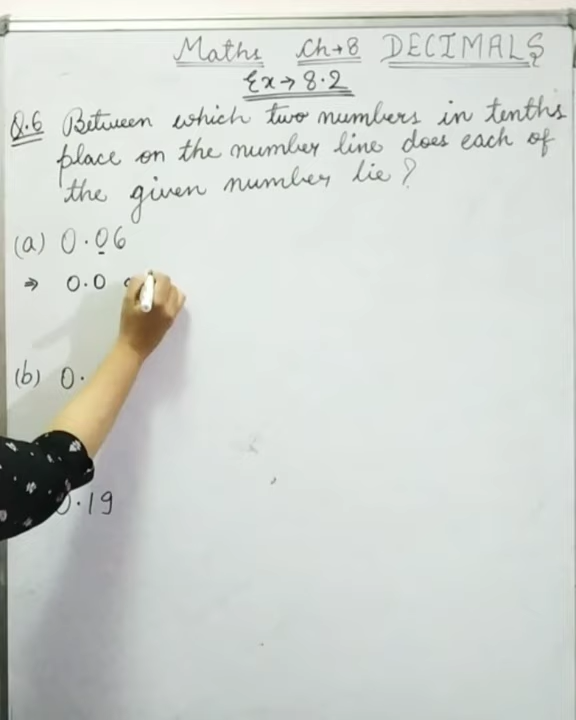 Maths Ch→8 DECIMALS
Ex→8.2
Q.6 Between which two numbers in tenths
place on the number line does each of
the given number lie?
(a) 0.06
⇒ 0.0
(b) 0.
0.19